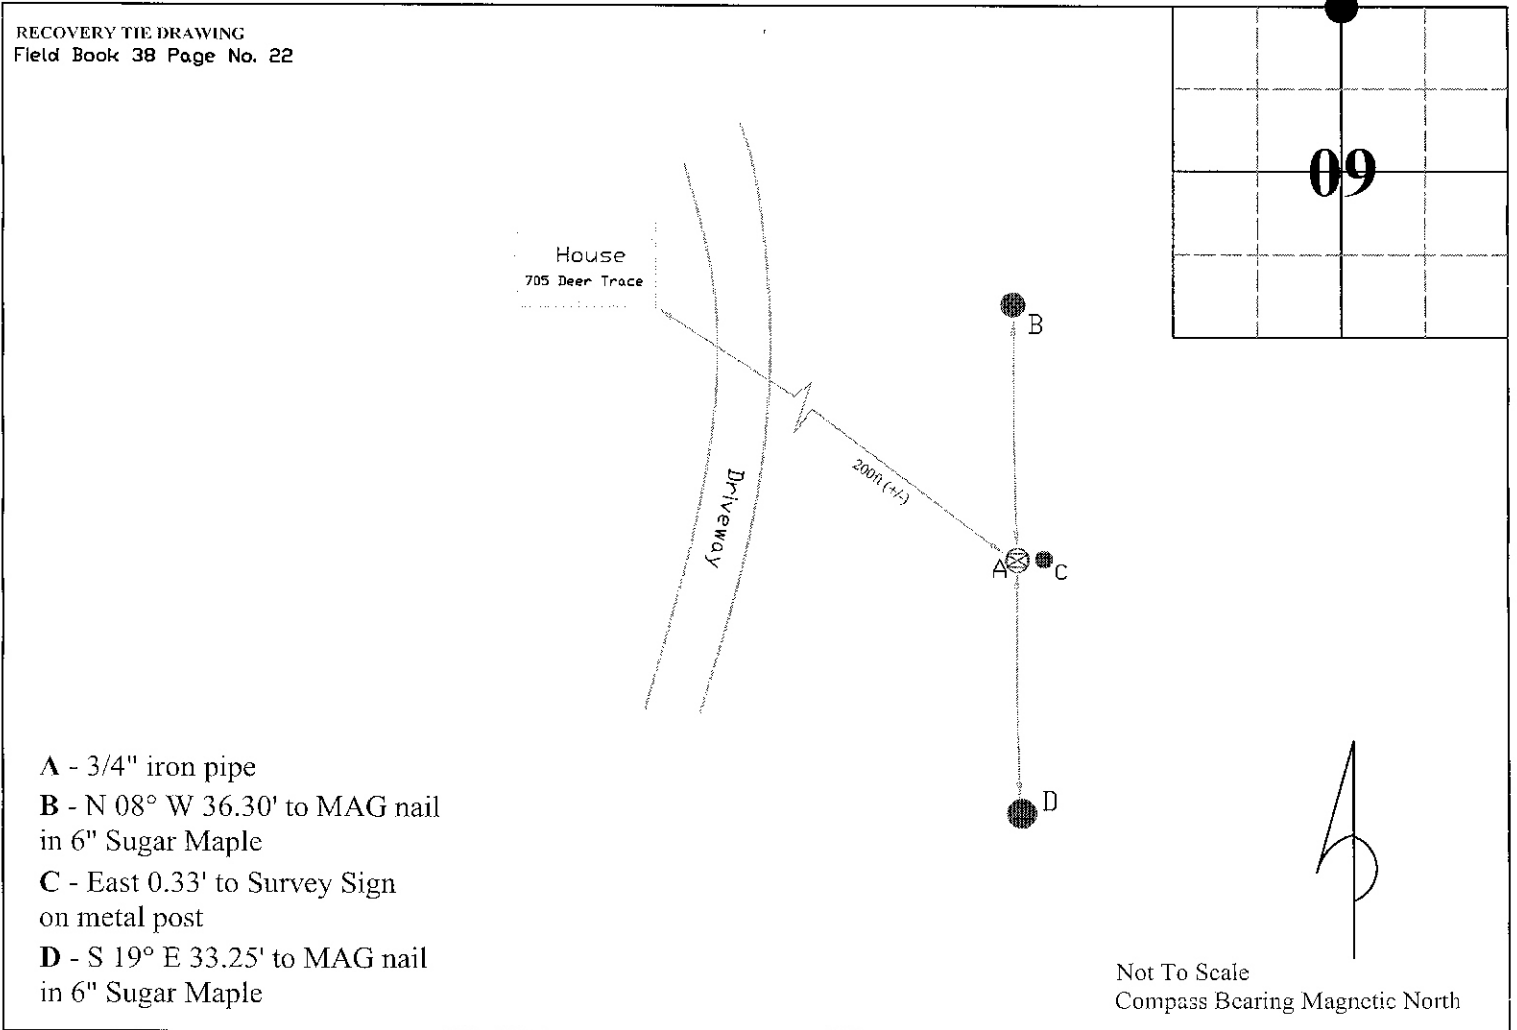 RECOVERY TIE DRAWING
Field Book 38 Page No. 22
09
House
705 Deer Trace
B
200ft (+/-)
Driveway
A
C
D
A - 3/4" iron pipe
B - N 08° W 36.30' to MAG nail
in 6" Sugar Maple
C - East 0.33' to Survey Sign
on metal post
D - S 19° E 33.25' to MAG nail
in 6" Sugar Maple
Not To Scale
Compass Bearing Magnetic North